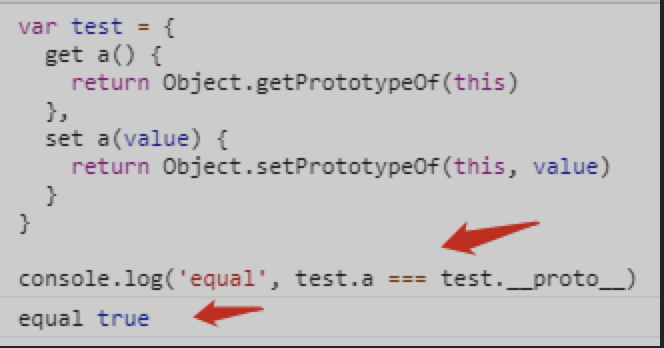 var test = {
  get a() {
    return Object.getPrototypeOf(this)
  },
  set a(value) {
    return Object.setPrototypeOf(this, value)
  }
}
console.log('equal', test.a === test.__proto__)
equal true